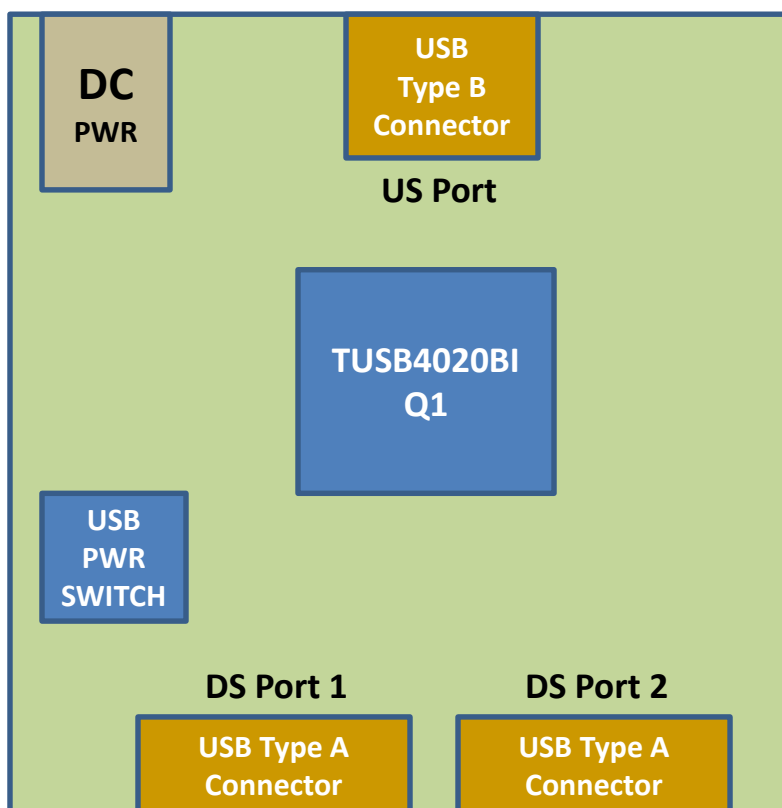 DC
PWR
USB
Type B
Connector
US Port
TUSB4020BI
Q1
USB
PWR
SWITCH
DS Port 1
DS Port 2
USB Type A
Connector
USB Type A
Connector